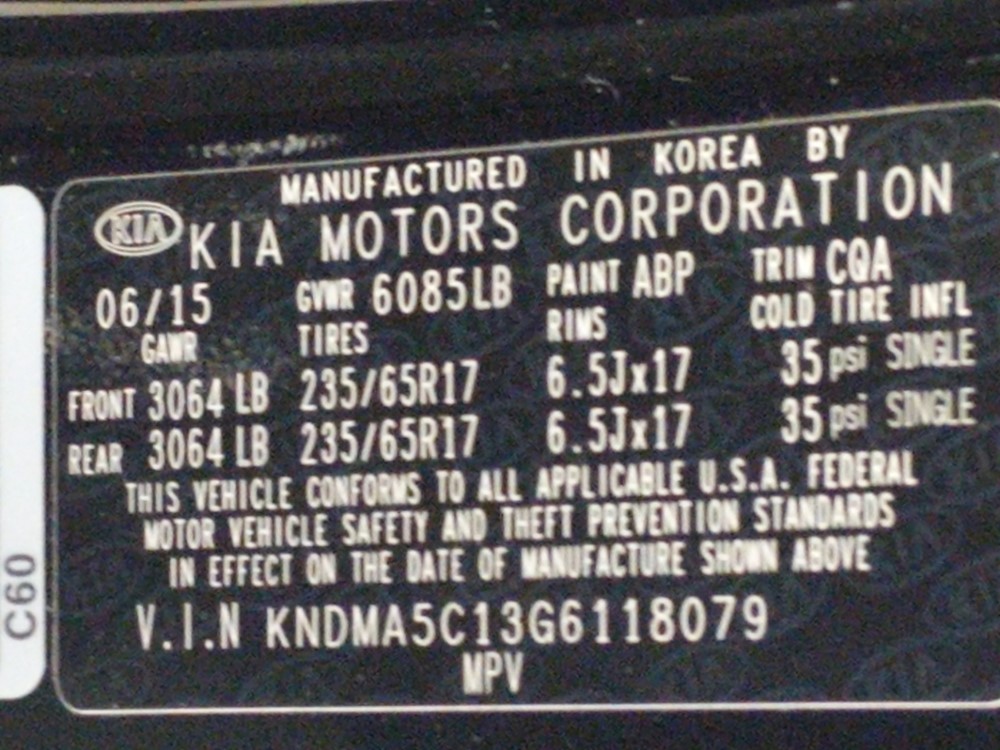 MANUFACTURED IN KOREA BY
KIA KIA MOTORS CORPORATION
06/15 GVWR 6085LB PAINT ABP TRIM CQA
GAWR TIRES RIMS COLD TIRE INFL
FRONT 3064 LB 235/65R17 6.5Jx17 35 psi SINGLE
REAR 3064 LB 235/65R17 6.5Jx17 35 psi SINGLE
THIS VEHICLE CONFORMS TO ALL APPLICABLE U.S.A. FEDERAL
MOTOR VEHICLE SAFETY AND THEFT PREVENTION STANDARDS
IN EFFECT ON THE DATE OF MANUFACTURE SHOWN ABOVE
V.I.N KNDMA5C13G6118079
MPV
C60